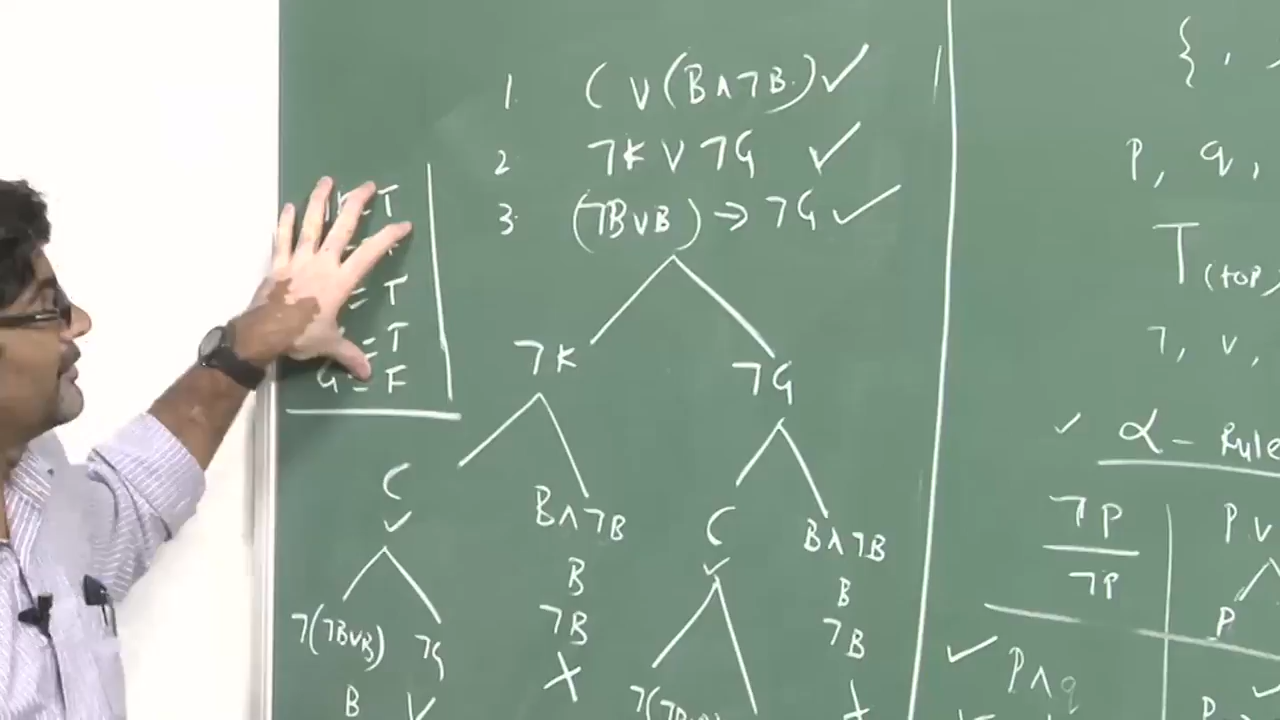 1. C ∨ (B ∧ ¬B) ✓
2. ¬K ∨ ¬G ✓
3. (¬B ∨ B) → ¬G ✓
= T
= T
= T
G = F
¬K
¬G
C
✓
B ∧ ¬B
B
¬B
X
¬(¬B∨B)
¬G
B
✓
C
✓
B ∧ ¬B
B
¬B
X
{ ,
P, q,
T (top)
¬, ∨,
✓ α - Rule
¬P
¬P
P ∨
P
✓ P ∧ q